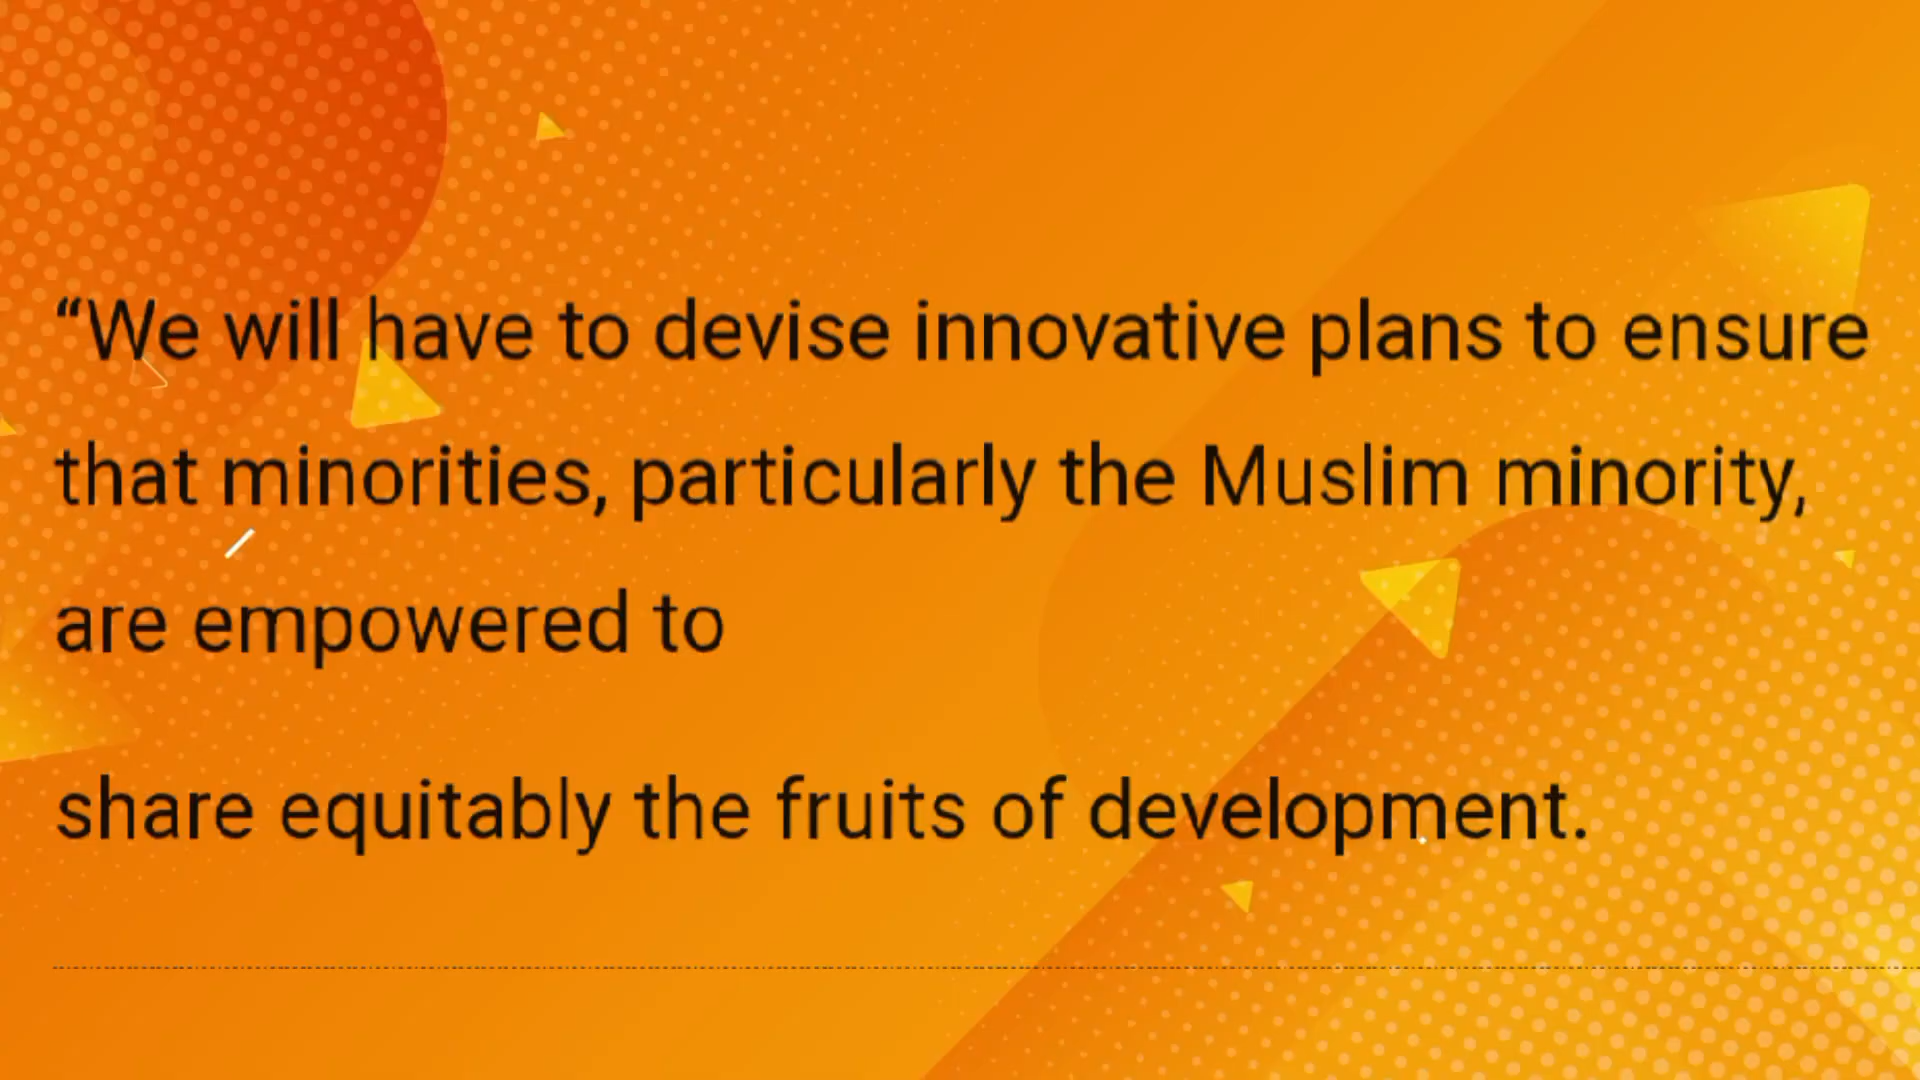 “We will have to devise innovative plans to ensure
that minorities, particularly the Muslim minority,
are empowered to
share equitably the fruits of development.